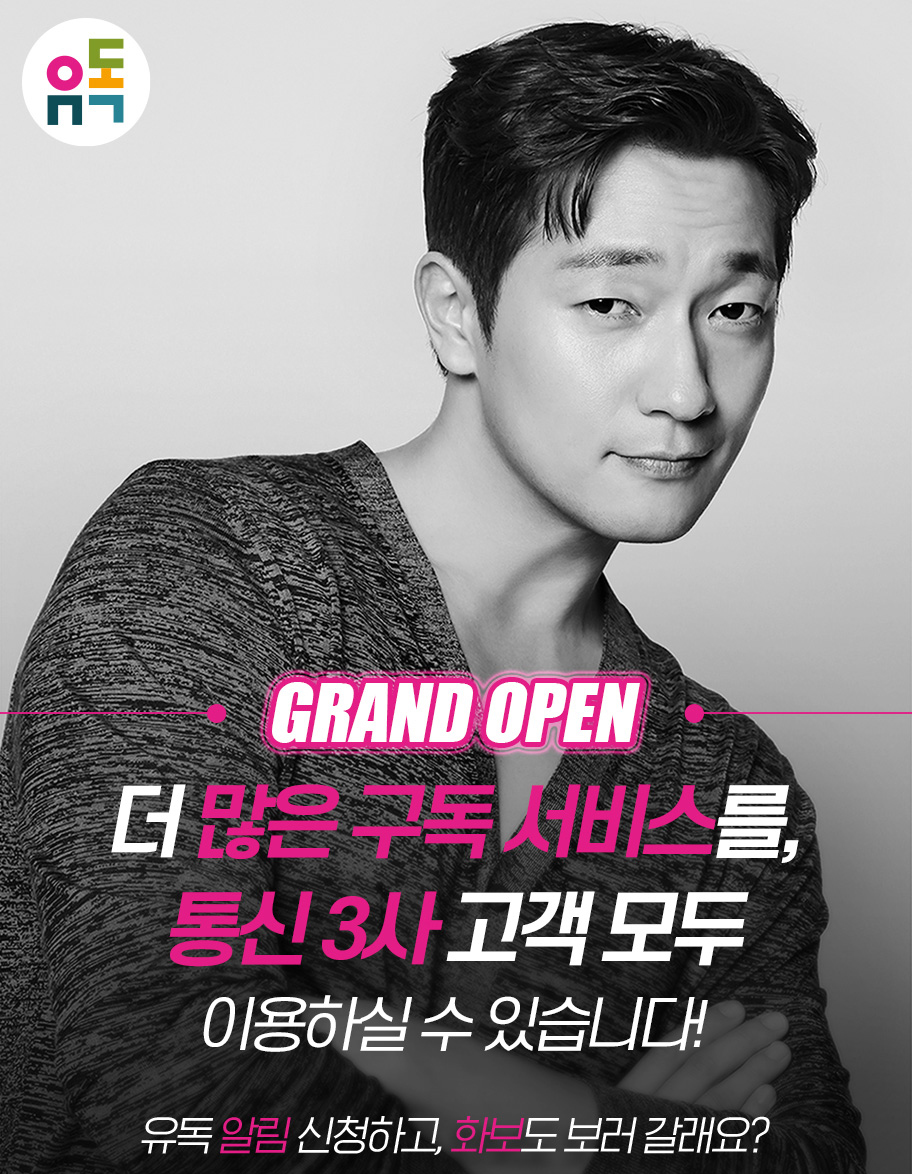 유독
GRAND OPEN
더 많은 구독 서비스를,
통신 3사 고객 모두
이용하실 수 있습니다!
유독 알림 신청하고, 화보도 보러 갈래요?